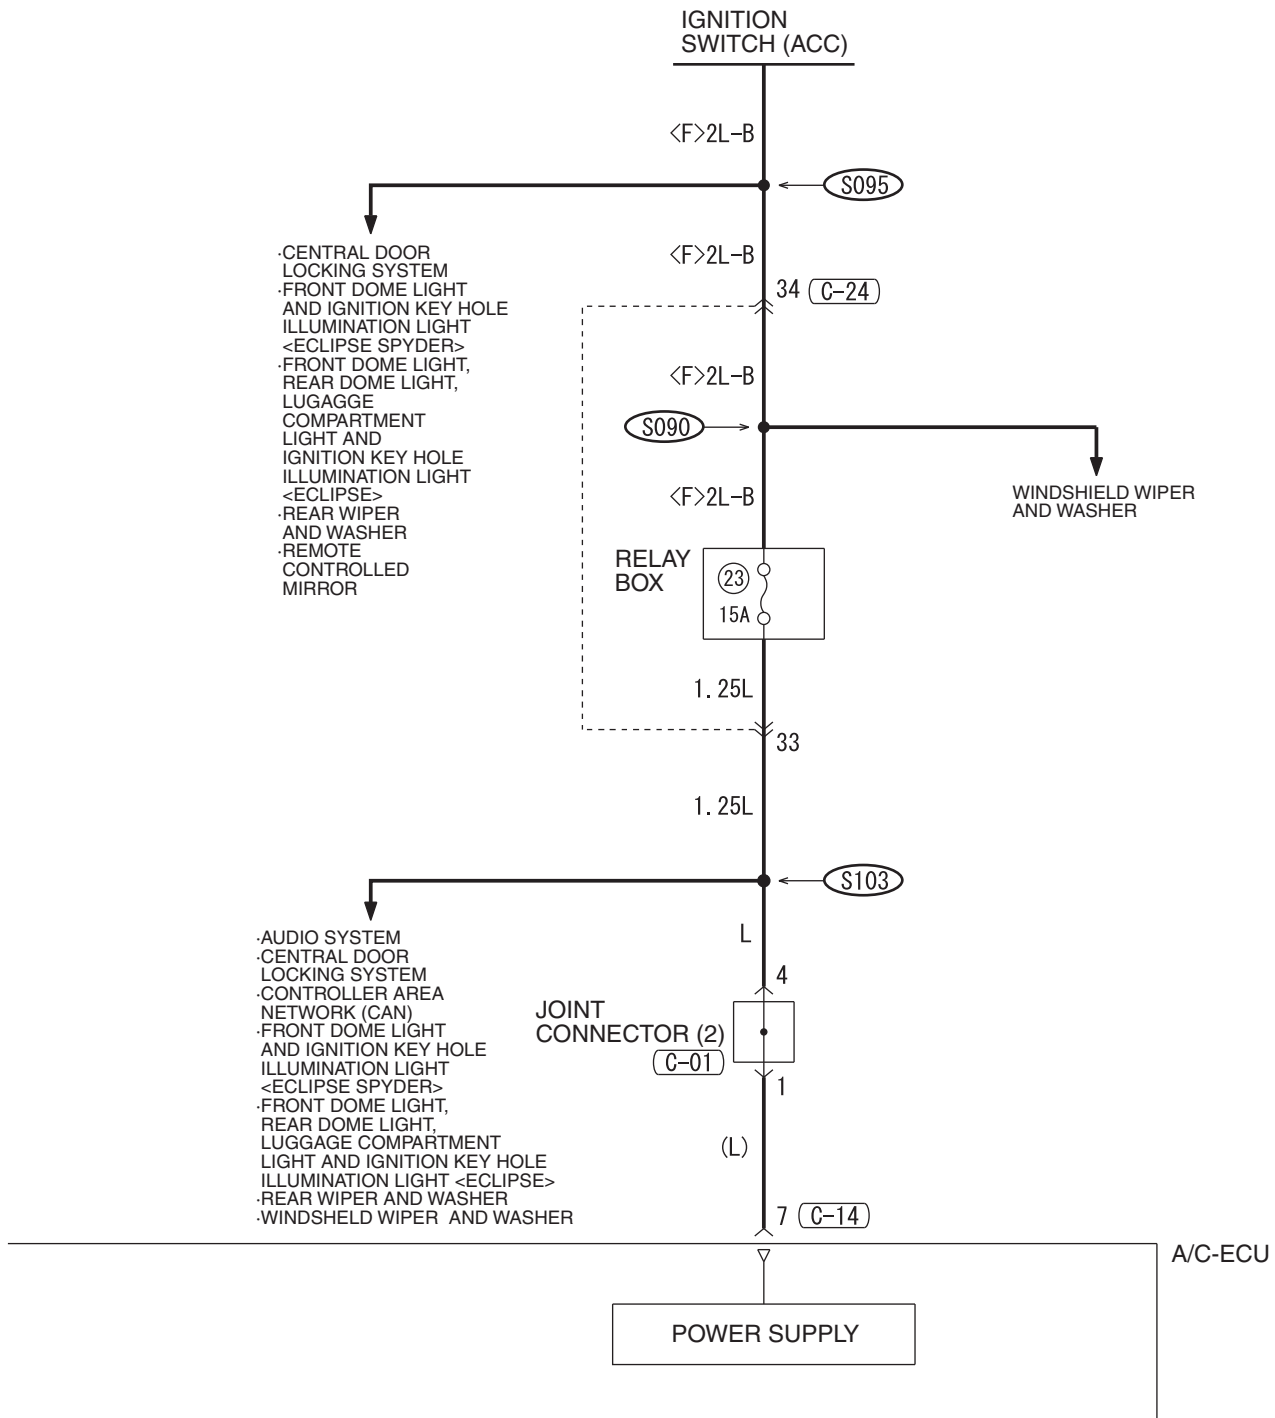 IGNITION
SWITCH (ACC)
<F>2L-B
S095
·CENTRAL DOOR
LOCKING SYSTEM
·FRONT DOME LIGHT
AND IGNITION KEY HOLE
ILLUMINATION LIGHT
<ECLIPSE SPYDER>
·FRONT DOME LIGHT,
REAR DOME LIGHT,
LUGAGGE
COMPARTMENT
LIGHT AND
IGNITION KEY HOLE
ILLUMINATION LIGHT
<ECLIPSE>
·REAR WIPER
AND WASHER
·REMOTE
CONTROLLED
MIRROR
<F>2L-B
34 C-24
<F>2L-B
S090
WINDSHIELD WIPER
AND WASHER
<F>2L-B
RELAY
BOX
23
15A
1.25L
33
1.25L
S103
·AUDIO SYSTEM
·CENTRAL DOOR
LOCKING SYSTEM
·CONTROLLER AREA
NETWORK (CAN)
·FRONT DOME LIGHT
AND IGNITION KEY HOLE
ILLUMINATION LIGHT
<ECLIPSE SPYDER>
·FRONT DOME LIGHT,
REAR DOME LIGHT,
LUGGAGE COMPARTMENT
LIGHT AND IGNITION KEY HOLE
ILLUMINATION LIGHT <ECLIPSE>
·REAR WIPER AND WASHER
·WINDSHELD WIPER AND WASHER
L
4
JOINT
CONNECTOR (2)
C-01
1
(L)
7 C-14
A/C-ECU
POWER SUPPLY